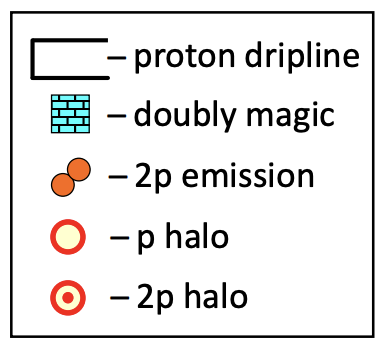 – proton dripline
– doubly magic
– 2p emission
– p halo
– 2p halo